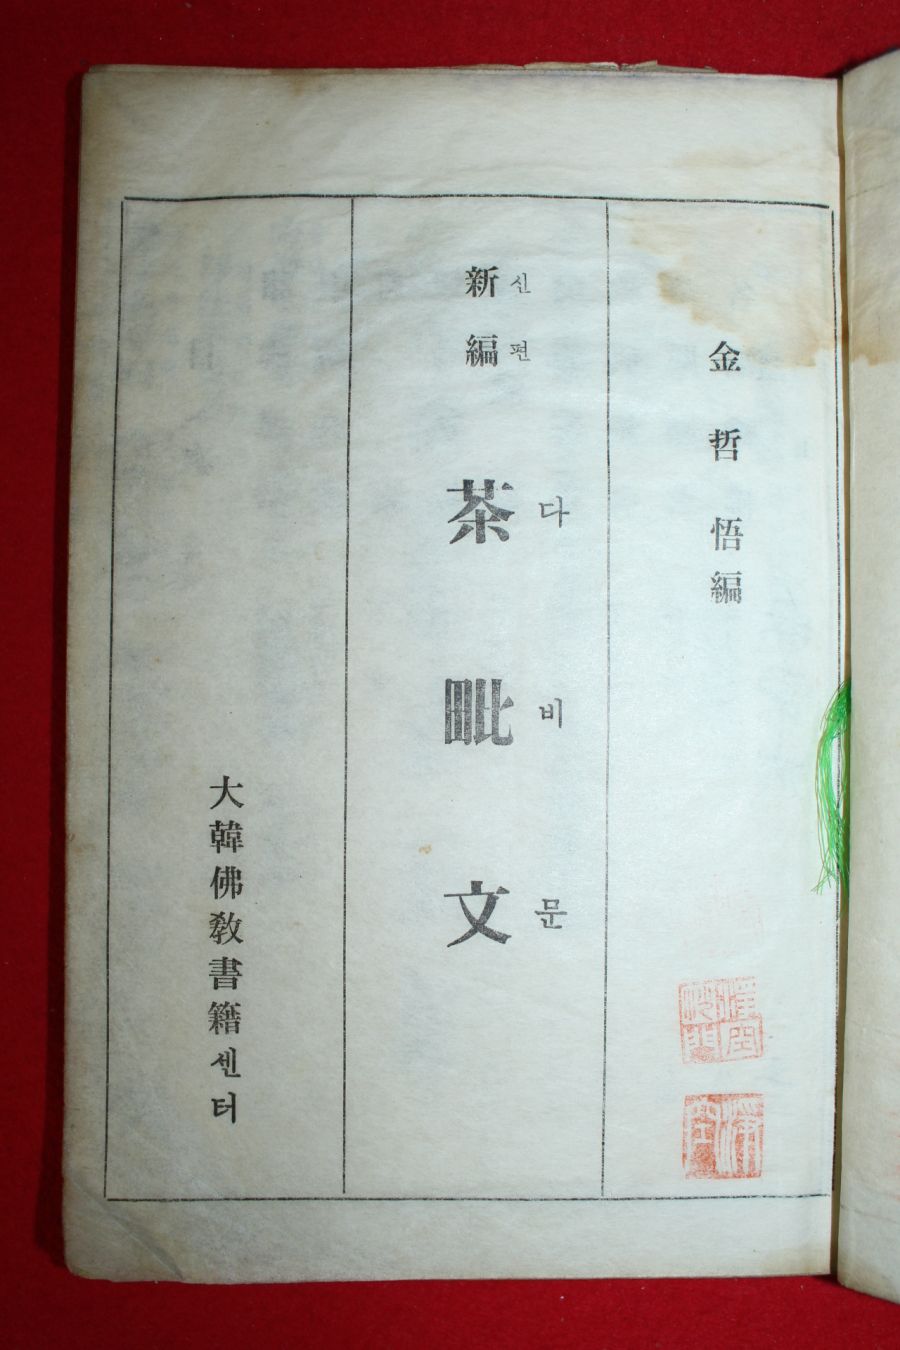 金哲悟編
新編
신편
茶毗文
다비문
大韓佛敎書籍센터